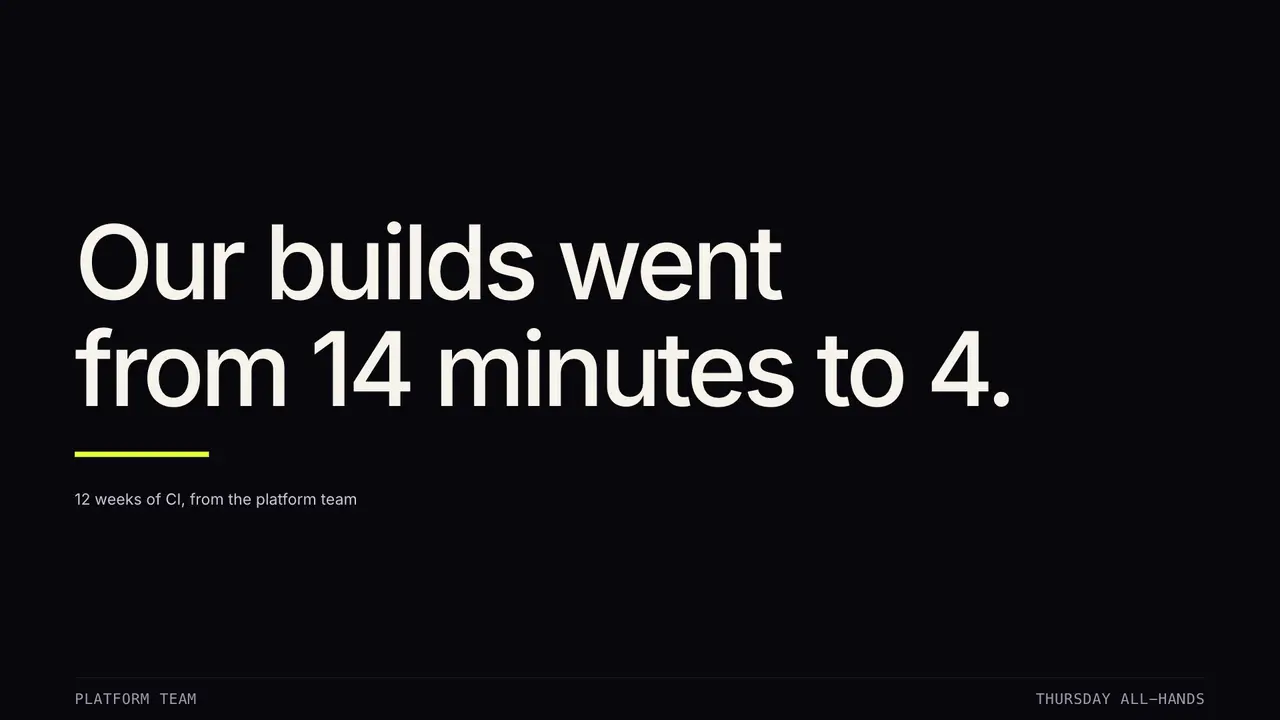 Our builds went
from 14 minutes to 4.
12 weeks of CI, from the platform team
PLATFORM TEAM
THURSDAY ALL–HANDS